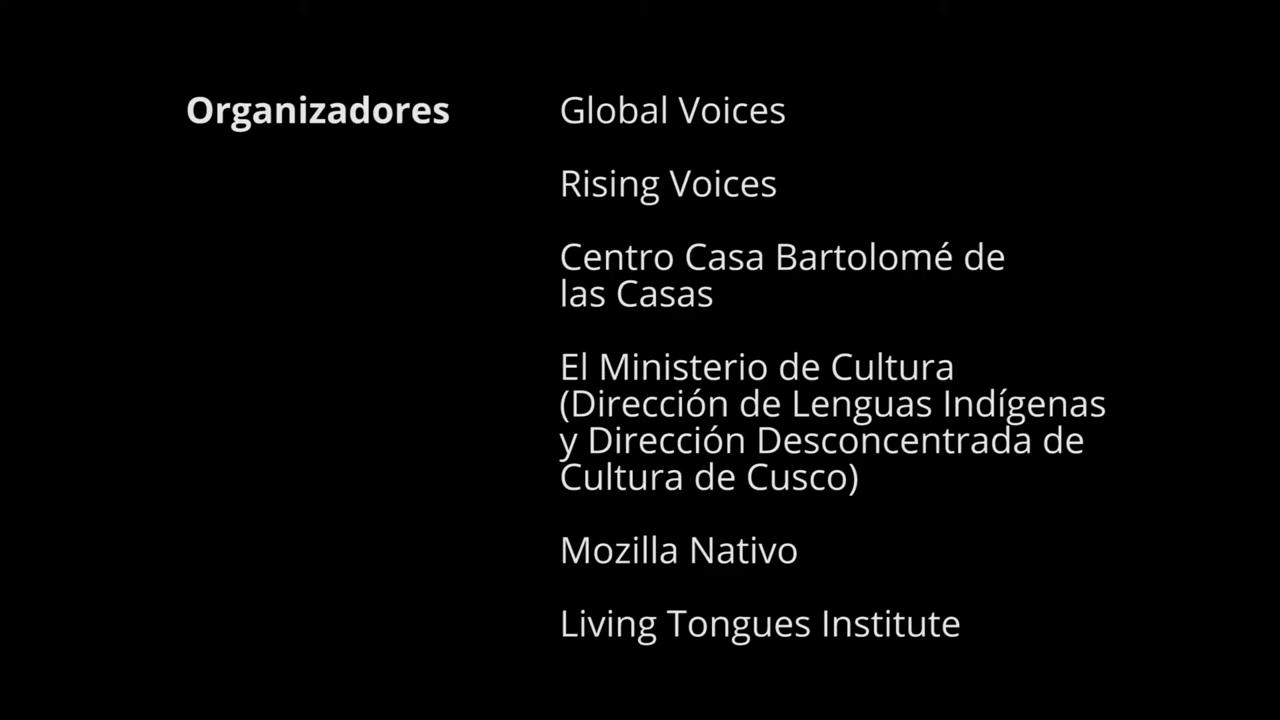 Organizadores
Global Voices
Rising Voices
Centro Casa Bartolomé de
las Casas
El Ministerio de Cultura
(Dirección de Lenguas Indígenas
y Dirección Desconcentrada de
Cultura de Cusco)
Mozilla Nativo
Living Tongues Institute